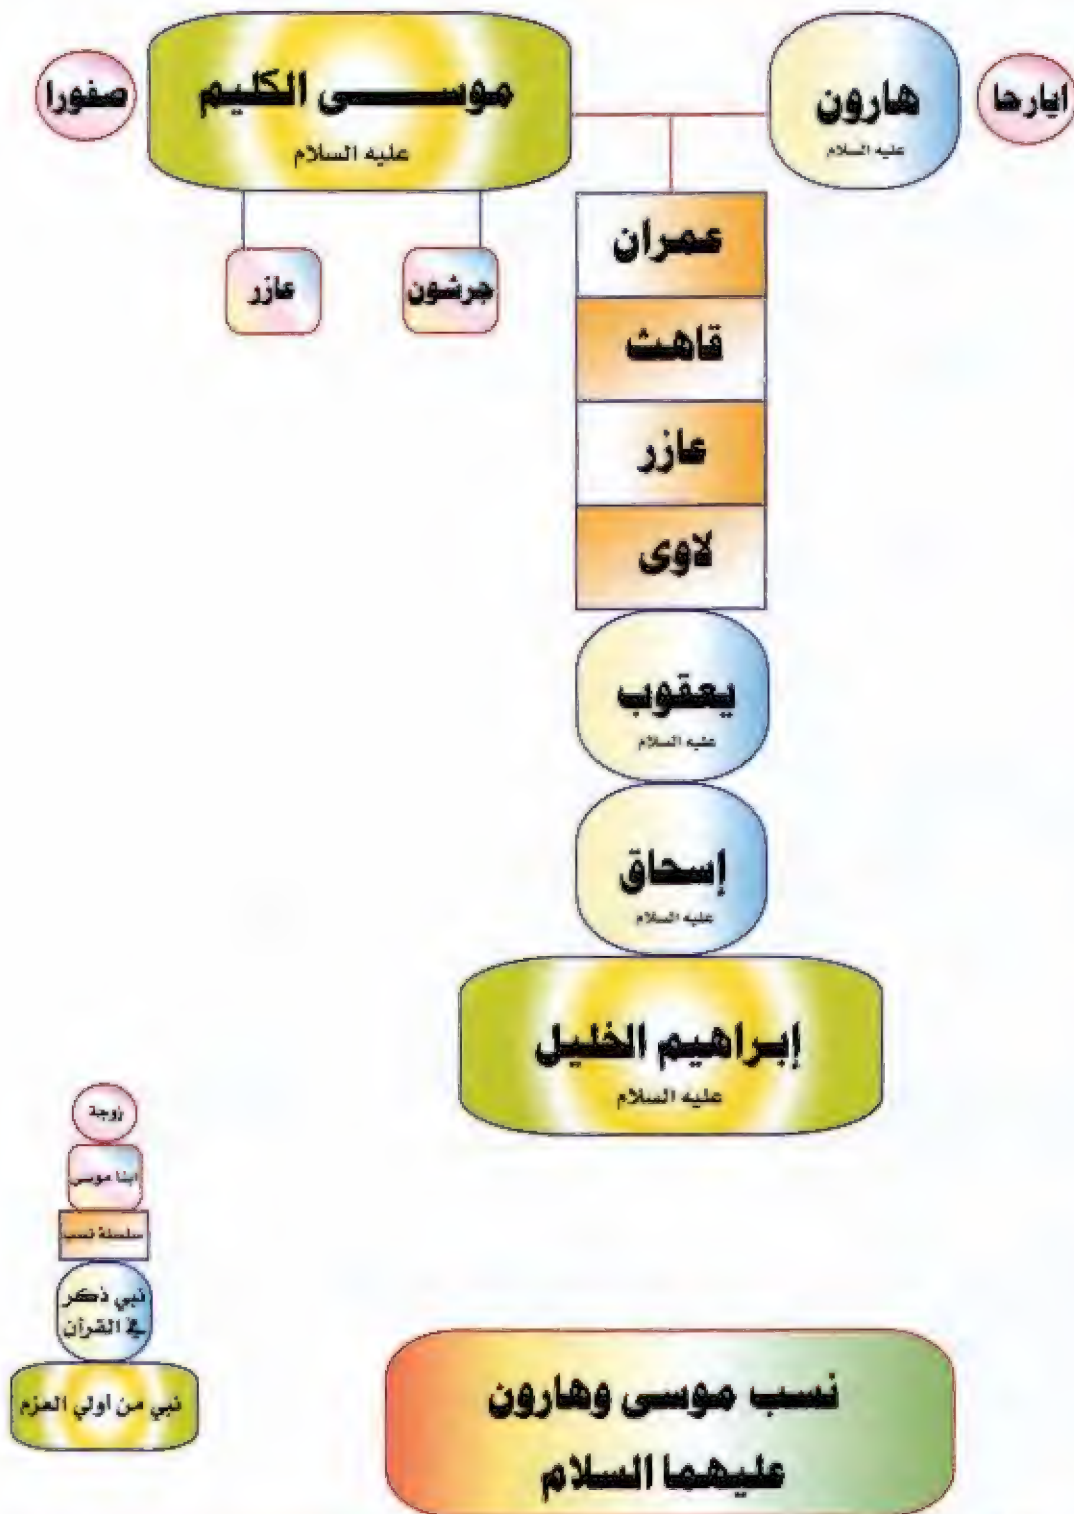 ايارحا
هارون
عليه السلام
موســـــى الكليم
عليه السلام
صفورا
جرشون
عازر
عمران
قاهث
عازر
لاوى
يعقوب
عليه السلام
إسحاق
عليه السلام
إبراهيم الخليل
عليه السلام
زوجة
ابنا موسى
سلسلة نسب
نبي ذكر
في القرآن
نبي من أولي العزم
نسب موسى وهارون
عليهما السلام